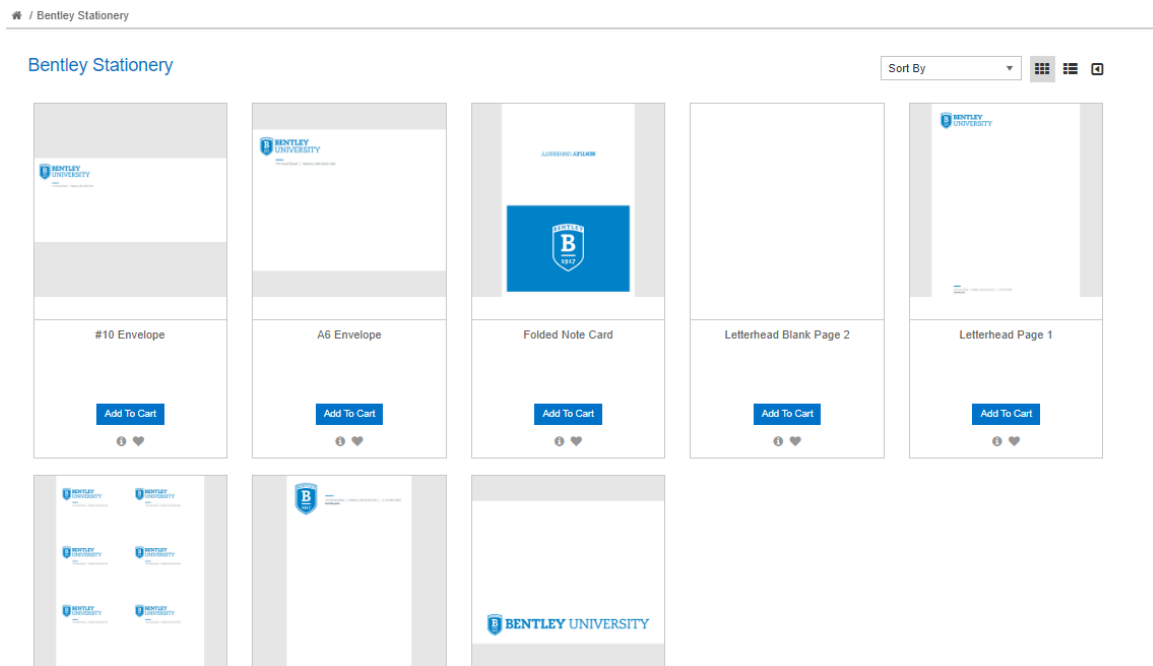 / Bentley Stationery
Bentley Stationery
Sort By
BENTLEY
UNIVERSITY
BENTLEY
UNIVERSITY
BENTLEY UNIVERSITY
BENTLEY
B
1917
BENTLEY
UNIVERSITY
#10 Envelope
A6 Envelope
Folded Note Card
Letterhead Blank Page 2
Letterhead Page 1
Add To Cart
Add To Cart
Add To Cart
Add To Cart
Add To Cart
BENTLEY
UNIVERSITY
BENTLEY
UNIVERSITY
BENTLEY
UNIVERSITY
BENTLEY
UNIVERSITY
BENTLEY
UNIVERSITY
BENTLEY
UNIVERSITY
B
BENTLEY UNIVERSITY